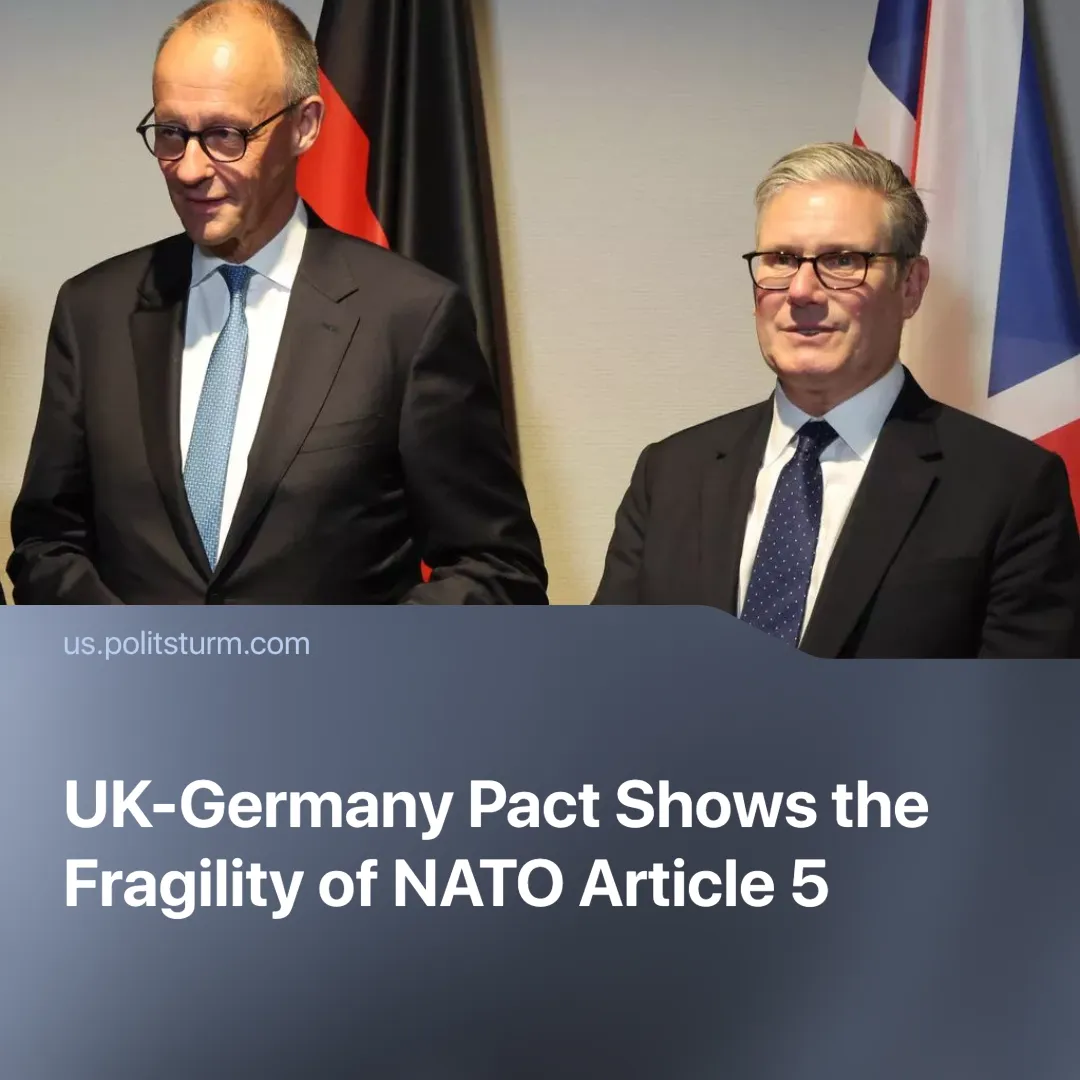 us.politsturm.com
UK-Germany Pact Shows the
Fragility of NATO Article 5